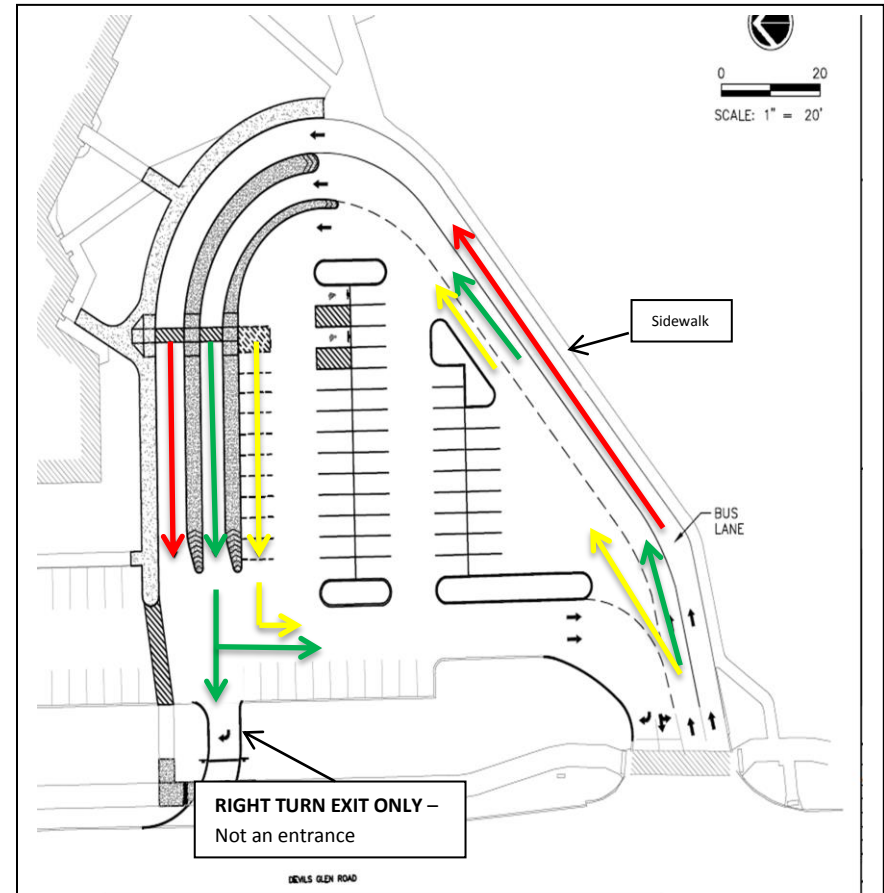 0 20
SCALE: 1" = 20'
Sidewalk
BUS
LANE
RIGHT TURN EXIT ONLY –
Not an entrance
DEVILS GLEN ROAD